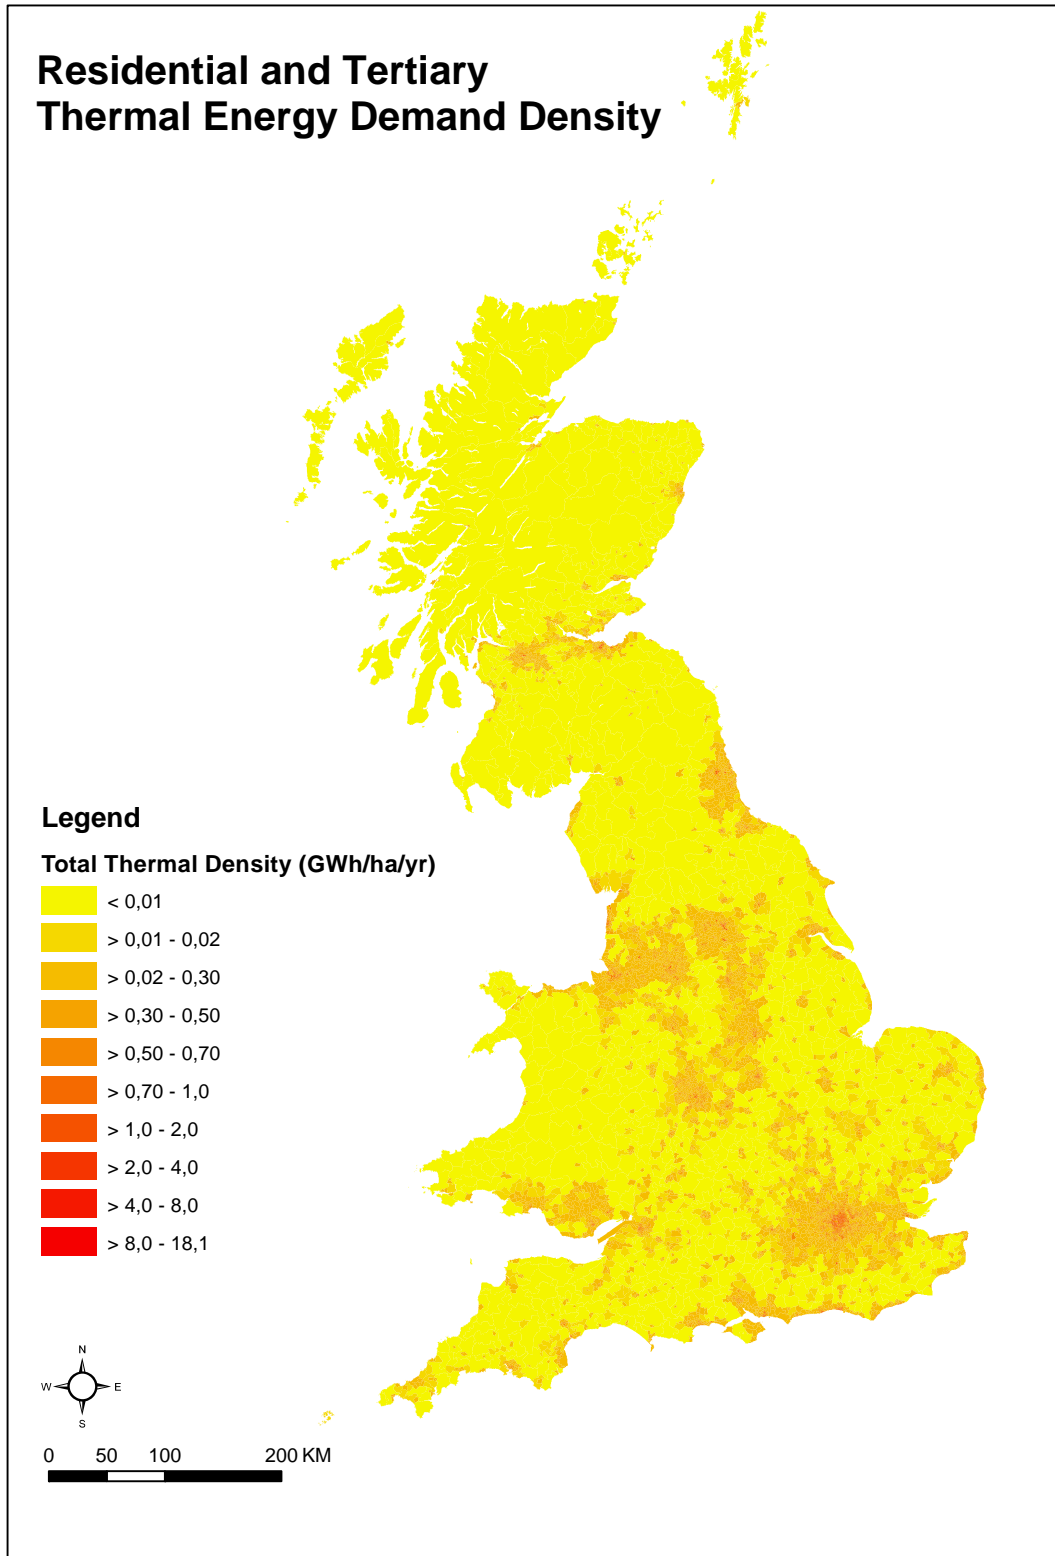 Residential and Tertiary
Thermal Energy Demand Density
Legend
Total Thermal Density (GWh/ha/yr)
< 0,01
> 0,01 - 0,02
> 0,02 - 0,30
> 0,30 - 0,50
> 0,50 - 0,70
> 0,70 - 1,0
> 1,0 - 2,0
> 2,0 - 4,0
> 4,0 - 8,0
> 8,0 - 18,1
N
W E
S
0 50 100 200 KM